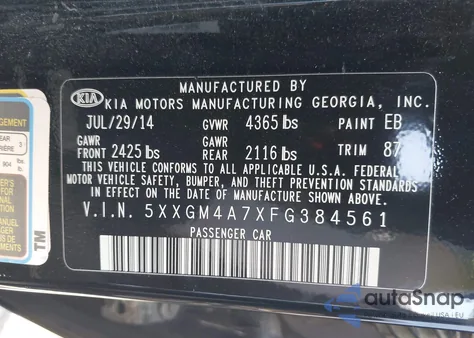 MANUFACTURED BY
KIA KIA MOTORS MANUFACTURING GEORGIA, INC.
JUL/29/14 GVWR 4365 lbs PAINT EB
GAWR FRONT 2425 lbs GAWR REAR 2116 lbs TRIM 87
THIS VEHICLE CONFORMS TO ALL APPLICABLE U.S.A. FEDERAL
MOTOR VEHICLE SAFETY, BUMPER, AND THEFT PREVENTION STANDARDS
IN EFFECT ON THE DATE OF MANUFACTURE SHOWN ABOVE.
V.I.N. 5XXGM4A7XFG384561
PASSENGER CAR
TM
autoSnap